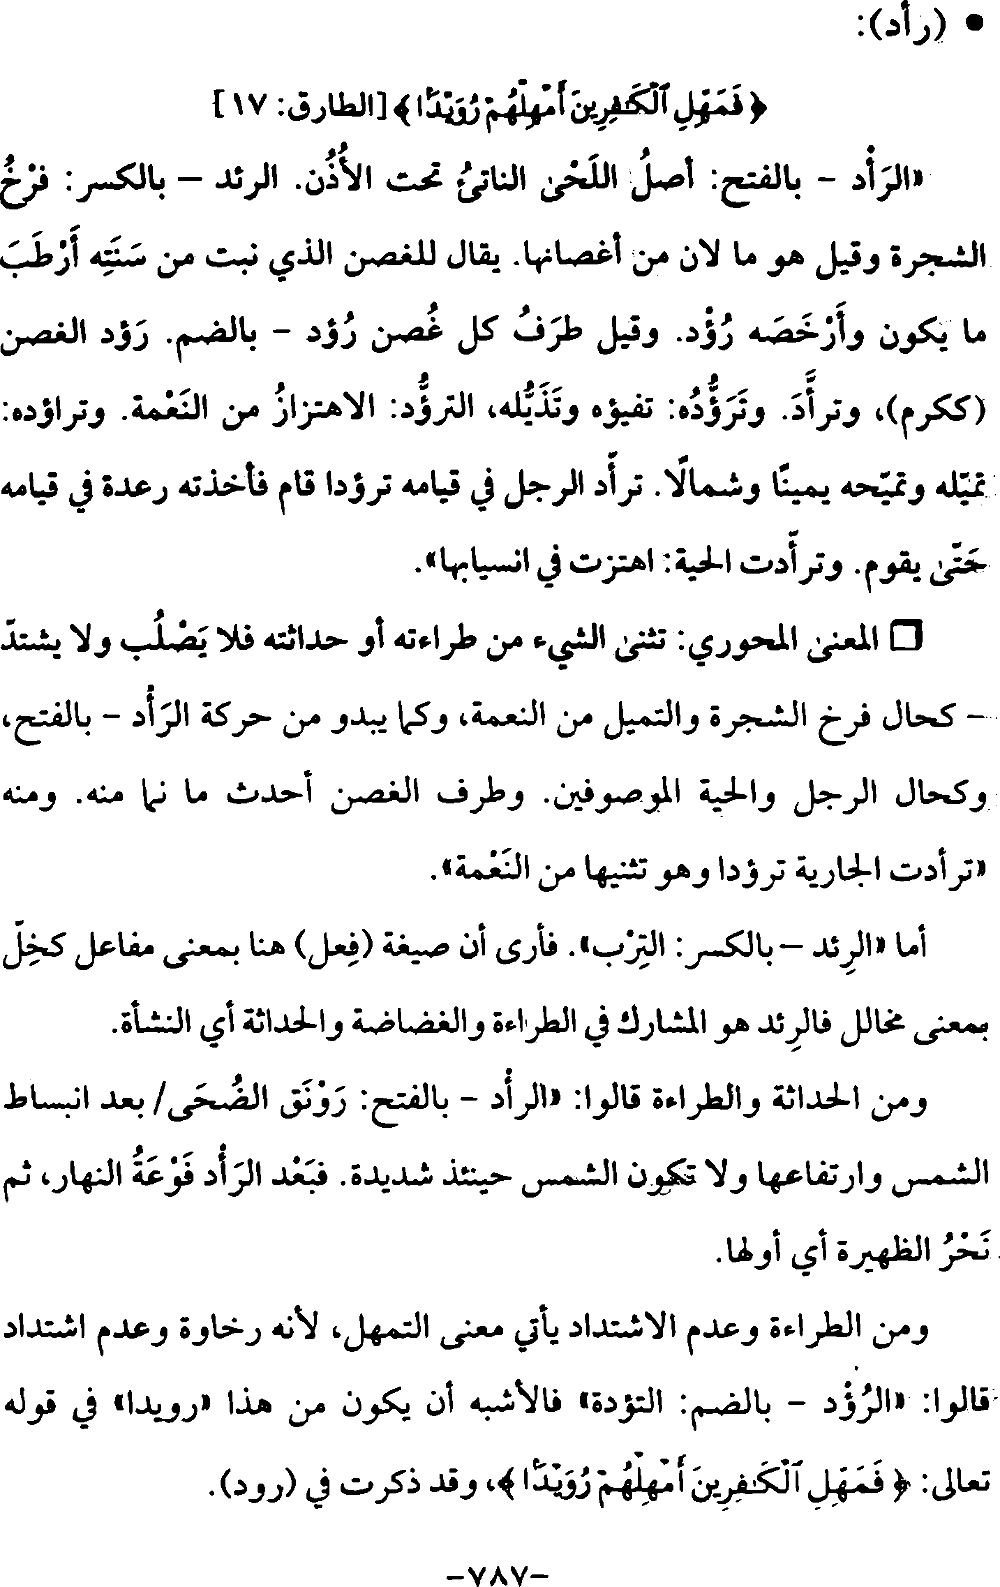 • (رأد):
﴿ فَمَهِّلِ ٱلْكَٰفِرِينَ أَمْهِلْهُمْ رُوَيْدًۢا ﴾ [الطارق: ١٧]
«الرَأْد – بالفتح: أصلُ اللَحْىٰ الناتئُ تحت الأُذُن. الرئد – بالكسر: فرْخُ
الشجرة وقيل هو ما لان من أغصانها. يقال للغصن الذي نبت من سَنَتِه أَرْطَبَ
ما يكون وأَرْخَصَه رُؤْد. وقيل طرَفُ كل غُصن رُؤد – بالضم. رَؤد الغصن
(ككرم)، وترأَّدَ. وتَرَؤُّدُه: تفيؤه وتَذَيُّله، الترؤُّد: الاهتزازُ من النَعْمة. وتراؤده:
تميّله وتميّحه يمينًا وشمالًا. ترأّد الرجل في قيامه ترؤدا قام فأخذته رعدة في قيامه
حَتّىٰ يقوم. وترأَّدت الحية: اهتزت في انسيابها».
❒ المعنىٰ المحوري: تثنىٰ الشيء من طراءته أو حداثته فلا يَصْلُب ولا يشتدّ
– كحال فرخ الشجرة والتميل من النعمة، وكما يبدو من حركة الرَأْد – بالفتح،
وكحال الرجل والحية الموصوفين. وطرف الغصن أحدث ما نما منه. ومنه
«ترأدت الجارية ترؤدا وهو تثنيها من النَعْمة».
أما «الرِئد – بالكسر: التِرْب». فأرى أن صيغة (فِعل) هنا بمعنى مفاعل كخِلّ
بمعنى مخالل فالرِئد هو المشارك في الطراءة والغضاضة والحداثة أي النشأة.
ومن الحداثة والطراءة قالوا: «الرأْد – بالفتح: رَوْنَق الضُحَى/ بعد انبساط
الشمس وارتفاعها ولا تكون الشمس حينئذ شديدة. فبَعْد الرَأْد فَوْعَةُ النهار، ثم
نَحْرُ الظهيرة أي أولها.
ومن الطراءة وعدم الاشتداد يأتي معنى التمهل، لأنه رخاوة وعدم اشتداد
قالوا: «الرُؤْد – بالضم: التؤدة» فالأشبه أن يكون من هذا «رويدا» في قوله
تعالى: ﴿ فَمَهِّلِ ٱلْكَٰفِرِينَ أَمْهِلْهُمْ رُوَيْدًۢا ﴾، وقد ذكرت في (رود).
-٧٨٧-